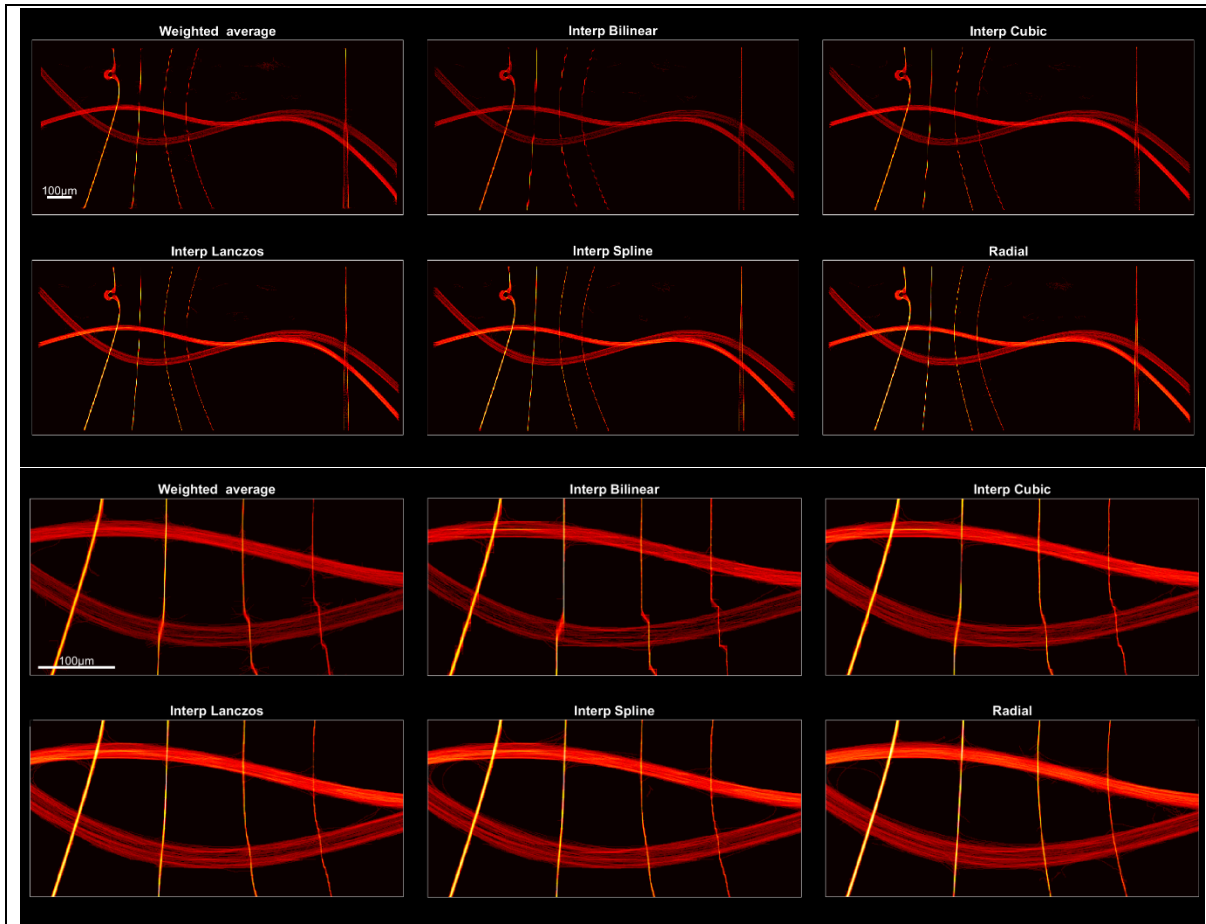 Weighted average
Interp Bilinear
Interp Cubic
100µm
Interp Lanczos
Interp Spline
Radial
Weighted average
Interp Bilinear
Interp Cubic
100µm
Interp Lanczos
Interp Spline
Radial